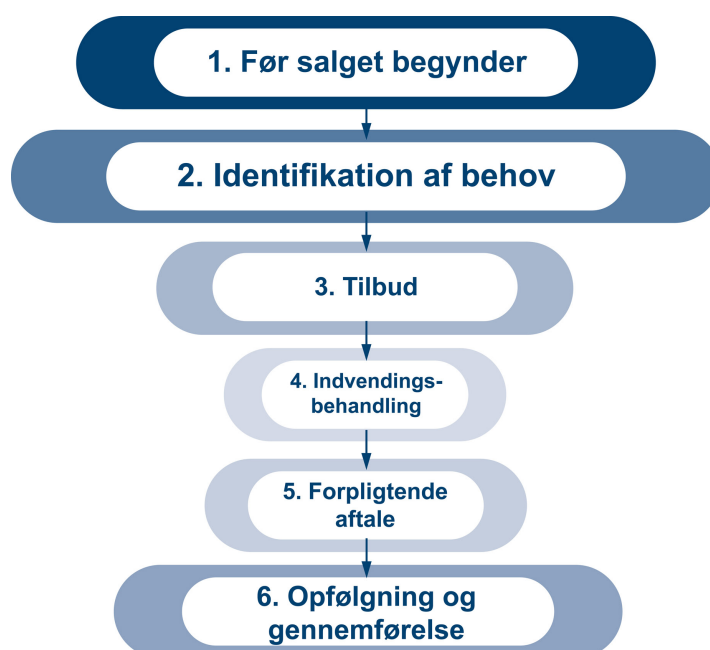 1. Før salget begynder
2. Identifikation af behov
3. Tilbud
4. Indvendings-
behandling
5. Forpligtende
aftale
6. Opfølgning og
gennemførelse